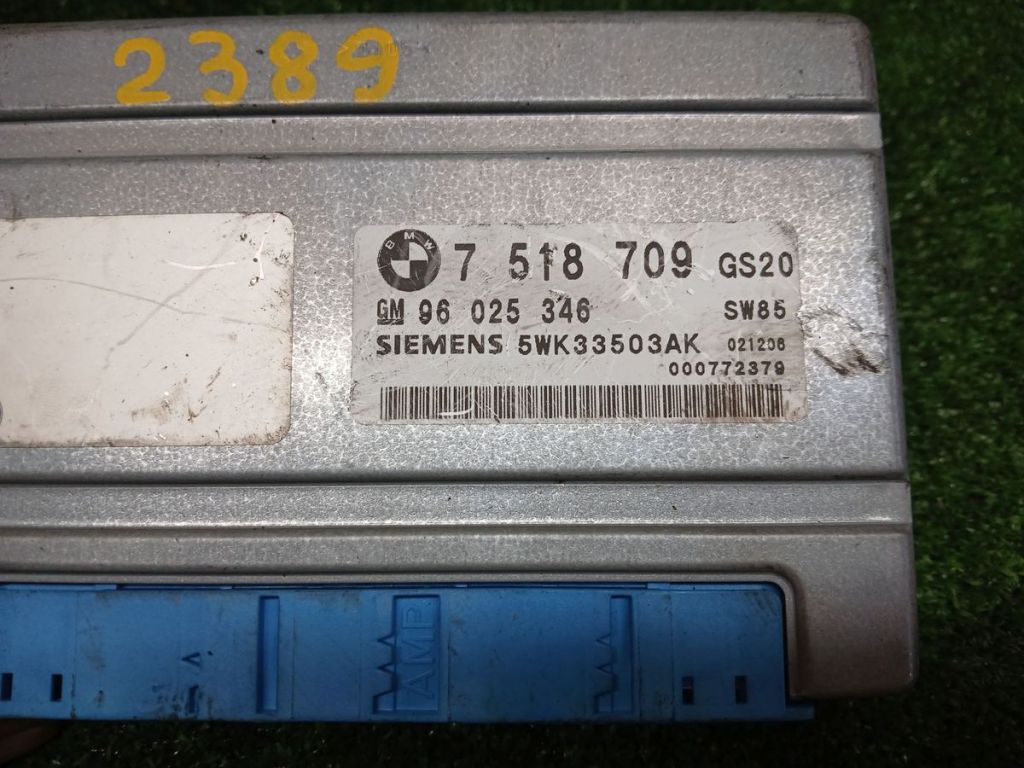 2389
BMW 7 518 709 GS20
GM 96 025 346 SW85
SIEMENS 5WK33503AK 021206
000772379
AMP